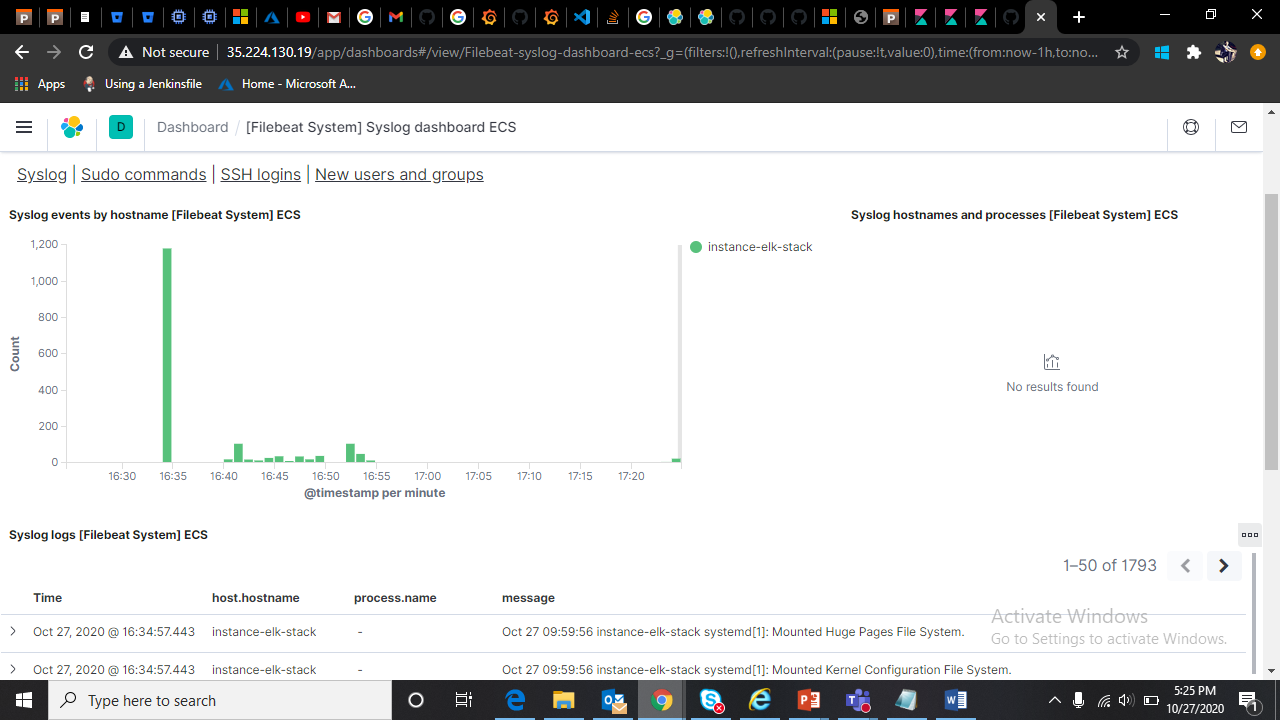 Not secure
35.224.130.19/app/dashboards#/view/Filebeat-syslog-dashboard-ecs?_g=(filters:!(),refreshInterval:(pause:!t,value:0),time:(from:now-1h,to:no...
Apps
Using a Jenkinsfile
Home - Microsoft A...
D
Dashboard / [Filebeat System] Syslog dashboard ECS
Syslog | Sudo commands | SSH logins | New users and groups
Syslog events by hostname [Filebeat System] ECS
Syslog hostnames and processes [Filebeat System] ECS
1,200
1,000
800
600
400
200
0
Count
16:30 16:35 16:40 16:45 16:50 16:55 17:00 17:05 17:10 17:15 17:20
@timestamp per minute
instance-elk-stack
No results found
Syslog logs [Filebeat System] ECS
1–50 of 1793
Time host.hostname process.name message
Oct 27, 2020 @ 16:34:57.443 instance-elk-stack - Oct 27 09:59:56 instance-elk-stack systemd[1]: Mounted Huge Pages File System.
Oct 27, 2020 @ 16:34:57.443 instance-elk-stack - Oct 27 09:59:56 instance-elk-stack systemd[1]: Mounted Kernel Configuration File System.
Activate Windows
Go to Settings to activate Windows.
Type here to search
5:25 PM
10/27/2020
1